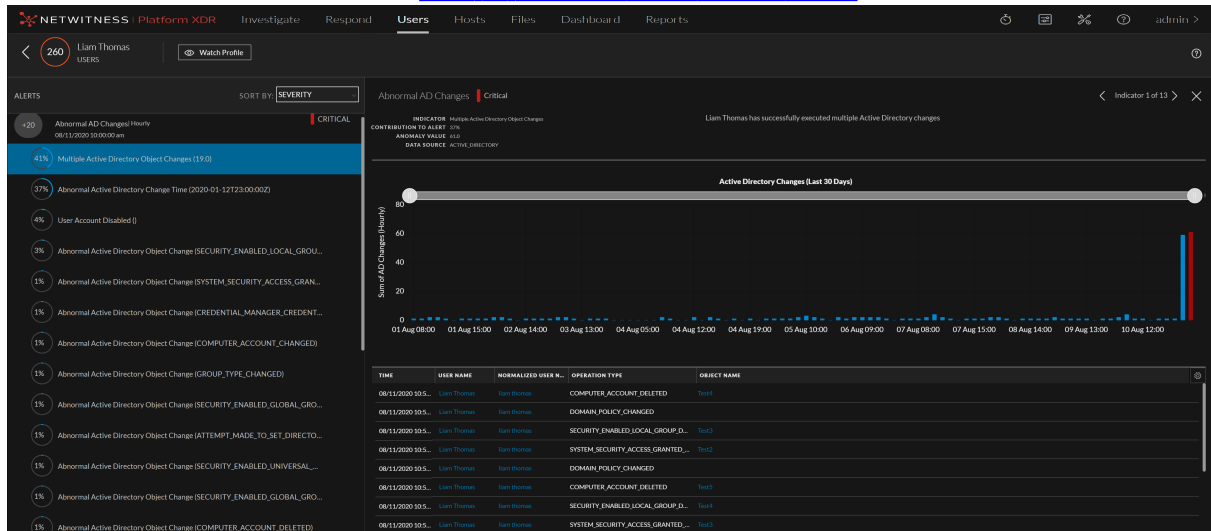 NETWITNESS | Platform XDR Investigate Respond Users Hosts Files Dashboard Reports admin >
260 Liam Thomas
USERS
Watch Profile
ALERTS SORT BY: SEVERITY
+20 Abnormal AD Changes| Hourly CRITICAL
08/11/2020 10:00:00 am
41% Multiple Active Directory Object Changes (19.0)
37% Abnormal Active Directory Change Time (2020-01-12T23:00:00Z)
4% User Account Disabled ()
3% Abnormal Active Directory Object Change (SECURITY_ENABLED_LOCAL_GROU...
1% Abnormal Active Directory Object Change (SYSTEM_SECURITY_ACCESS_GRAN...
1% Abnormal Active Directory Object Change (CREDENTIAL_MANAGER_CREDENT...
1% Abnormal Active Directory Object Change (COMPUTER_ACCOUNT_CHANGED)
1% Abnormal Active Directory Object Change (GROUP_TYPE_CHANGED)
1% Abnormal Active Directory Object Change (SECURITY_ENABLED_GLOBAL_GRO...
1% Abnormal Active Directory Object Change (ATTEMPT_MADE_TO_SET_DIRECTO...
1% Abnormal Active Directory Object Change (SECURITY_ENABLED_UNIVERSAL_...
1% Abnormal Active Directory Object Change (SECURITY_ENABLED_GLOBAL_GRO...
1% Abnormal Active Directory Object Change (COMPUTER_ACCOUNT_DELETED)
Abnormal AD Changes Critical Indicator 1 of 13
INDICATOR Multiple Active Directory Object Changes
CONTRIBUTION TO ALERT 37%
ANOMALY VALUE 61.0
DATA SOURCE ACTIVE_DIRECTORY
Liam Thomas has successfully executed multiple Active Directory changes
Active Directory Changes (Last 30 Days)
Sum of AD Changes (Hourly)
80
60
40
20
0
01 Aug 08:00 01 Aug 15:00 02 Aug 14:00 03 Aug 13:00 04 Aug 05:00 04 Aug 12:00 04 Aug 19:00 05 Aug 10:00 06 Aug 09:00 07 Aug 08:00 07 Aug 15:00 08 Aug 14:00 09 Aug 13:00 10 Aug 12:00
TIME USER NAME NORMALIZED USER N... OPERATION TYPE OBJECT NAME
08/11/2020 10:5... Liam Thomas liam thomas COMPUTER_ACCOUNT_DELETED Test4
08/11/2020 10:5... Liam Thomas liam thomas DOMAIN_POLICY_CHANGED
08/11/2020 10:5... Liam Thomas liam thomas SECURITY_ENABLED_LOCAL_GROUP_D... Test3
08/11/2020 10:5... Liam Thomas liam thomas SYSTEM_SECURITY_ACCESS_GRANTED_... Test2
08/11/2020 10:5... Liam Thomas liam thomas DOMAIN_POLICY_CHANGED
08/11/2020 10:5... Liam Thomas liam thomas COMPUTER_ACCOUNT_DELETED Test5
08/11/2020 10:5... Liam Thomas liam thomas SECURITY_ENABLED_LOCAL_GROUP_D... Test4
08/11/2020 10:5... Liam Thomas liam thomas SYSTEM_SECURITY_ACCESS_GRANTED_... Test3